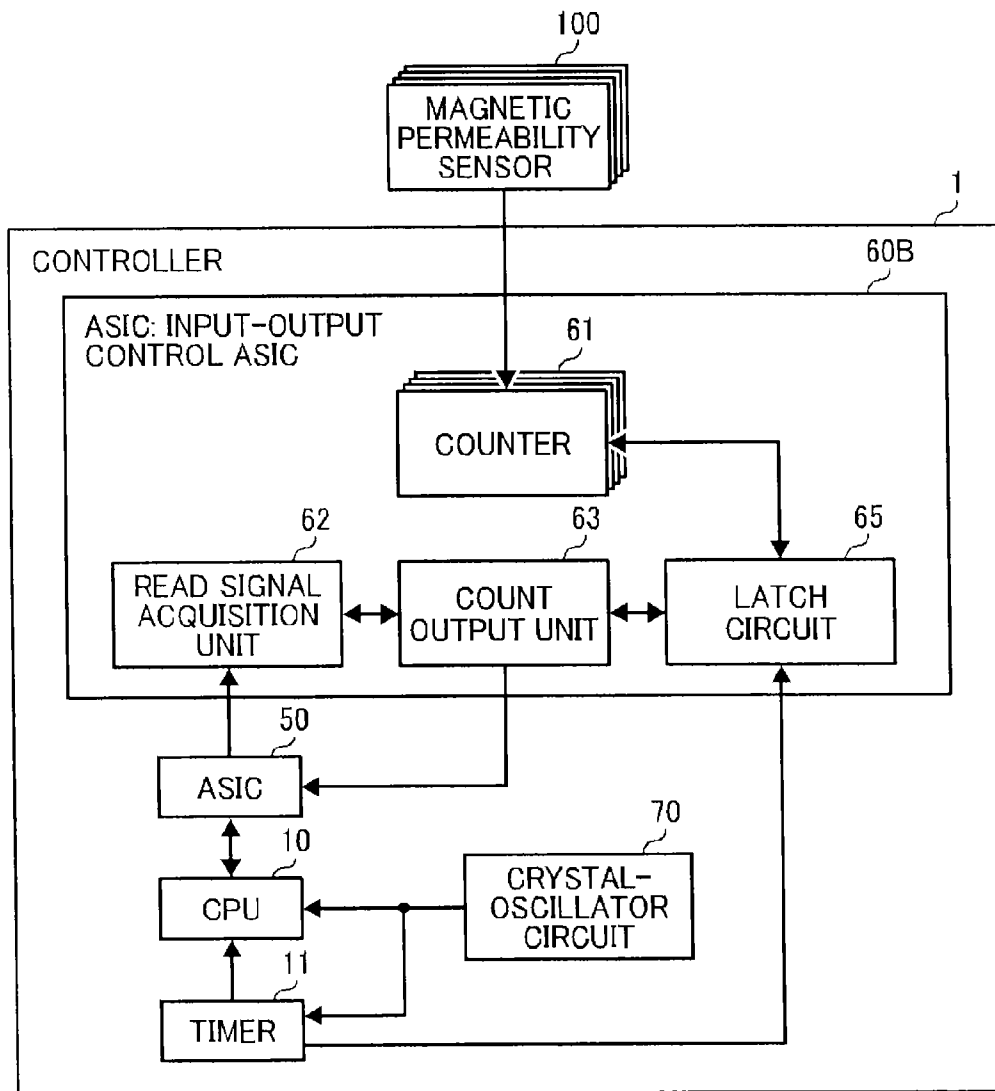 100
MAGNETIC
PERMEABILITY
SENSOR
1
CONTROLLER
60B
ASIC: INPUT-OUTPUT
CONTROL ASIC
61
COUNTER
62
READ SIGNAL
ACQUISITION
UNIT
63
COUNT
OUTPUT UNIT
65
LATCH
CIRCUIT
50
ASIC
10
CPU
70
CRYSTAL-
OSCILLATOR
CIRCUIT
11
TIMER